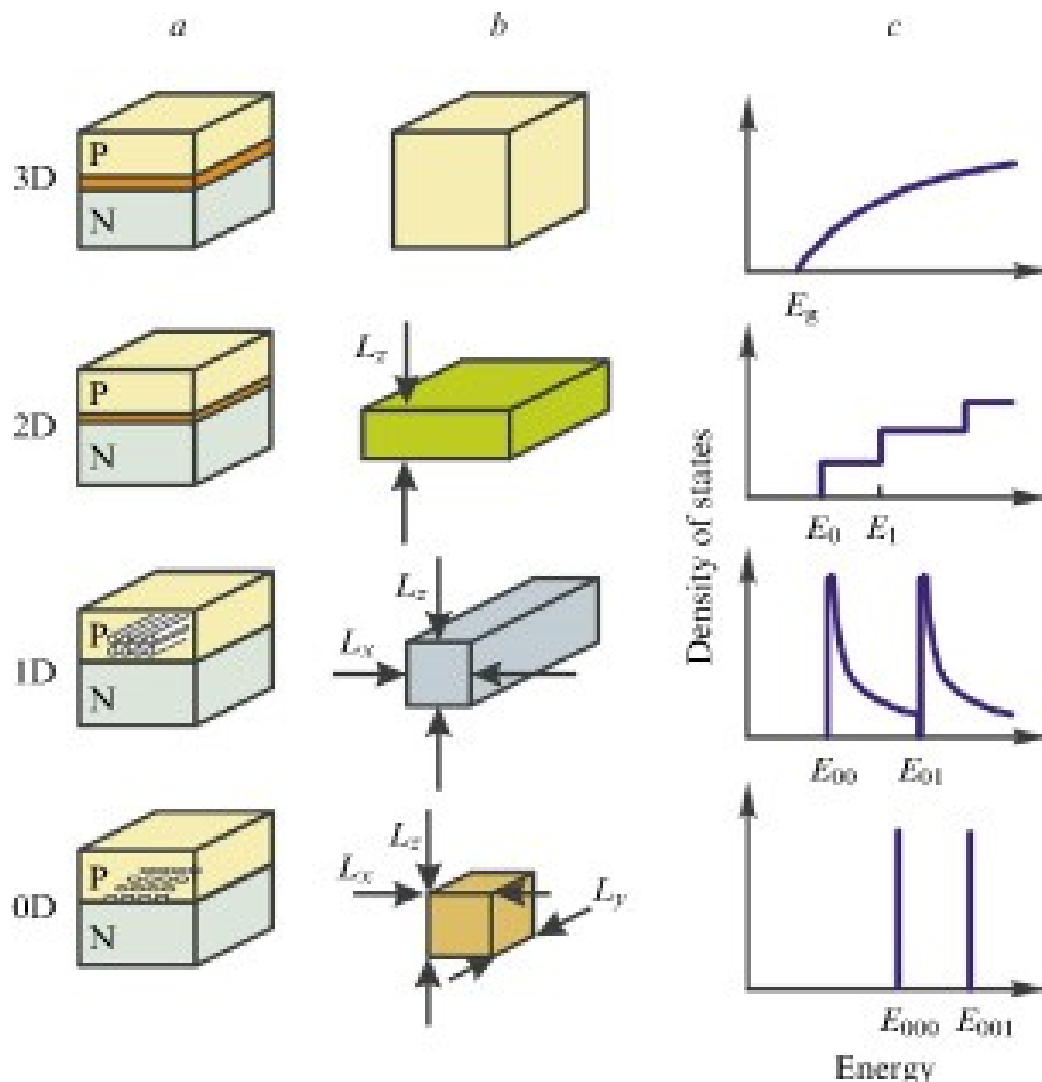 a b c
3D P N
E_g
2D P N L_z
E_0 E_1
Density of states
1D P N L_z L_x
E_00 E_01
0D P N L_z L_x L_y
E_000 E_001
Energy